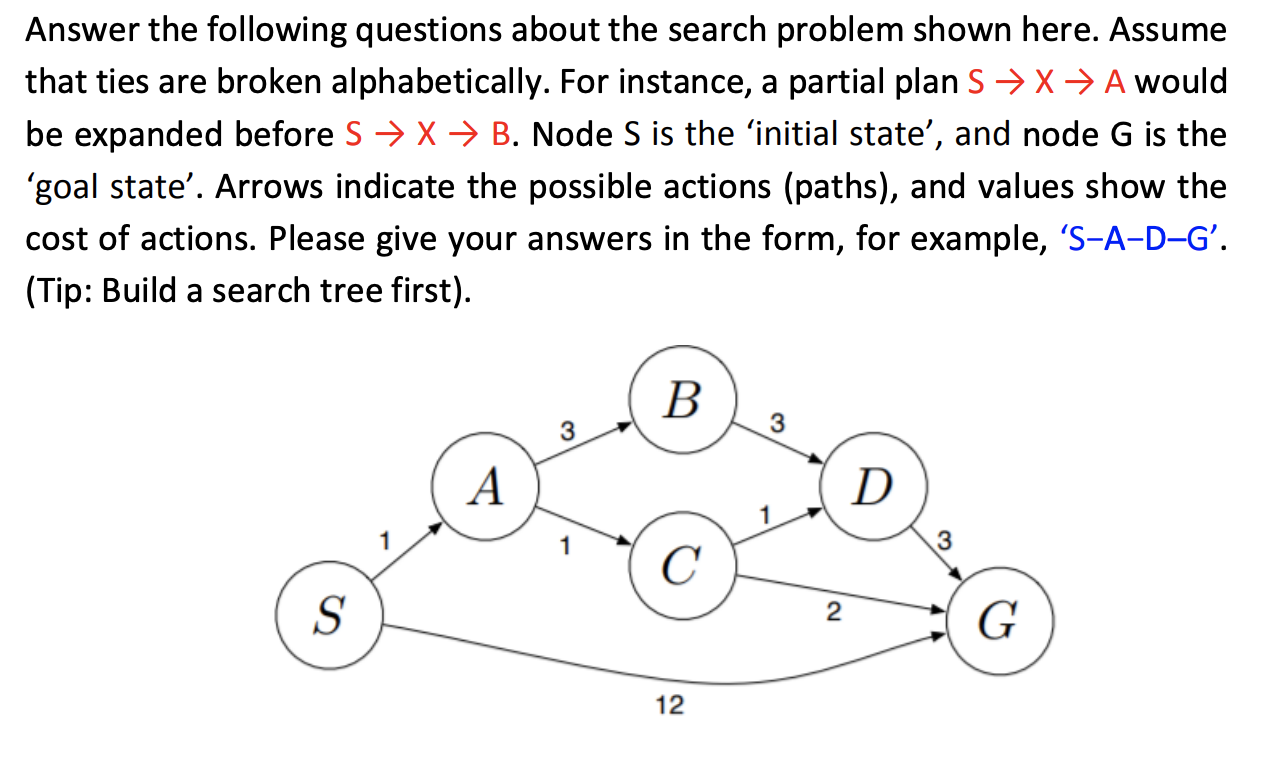 Answer the following questions about the search problem shown here. Assume
that ties are broken alphabetically. For instance, a partial plan S → X → A would
be expanded before S → X → B. Node S is the ‘initial state’, and node G is the
‘goal state’. Arrows indicate the possible actions (paths), and values show the
cost of actions. Please give your answers in the form, for example, ‘S–A–D–G’.
(Tip: Build a search tree first).
B
3
3
A
D
1
1
1
3
C
S
2
G
12